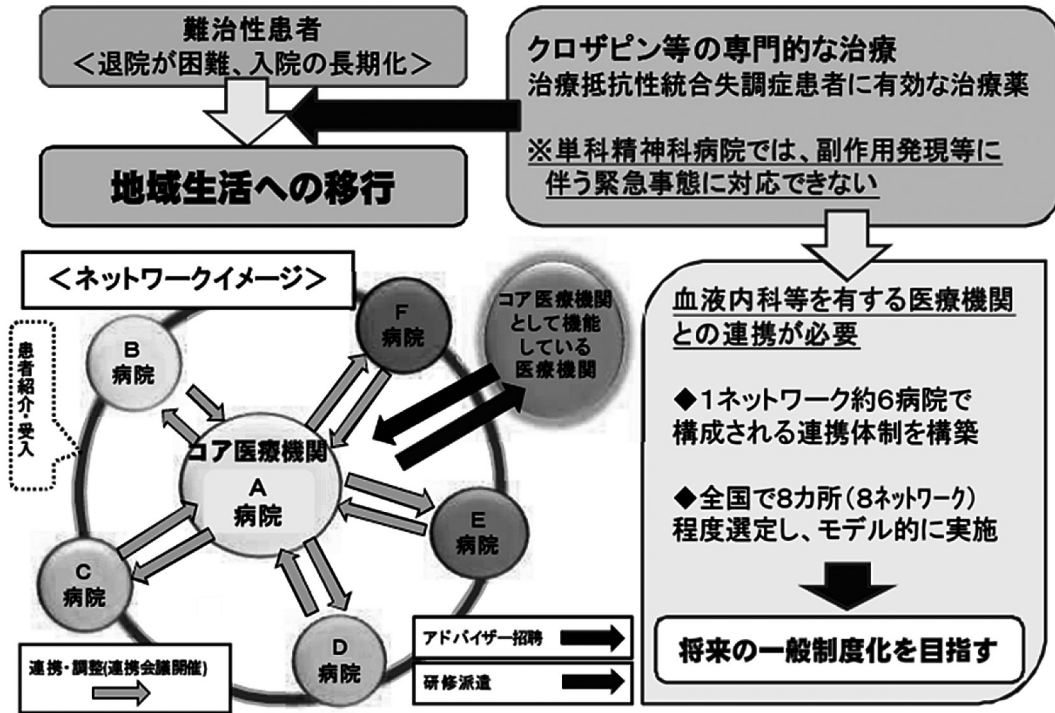 難治性患者
＜退院が困難、入院の長期化＞
地域生活への移行
クロザピン等の専門的な治療
治療抵抗性統合失調症患者に有効な治療薬
※単科精神科病院では、副作用発現等に
伴う緊急事態に対応できない
＜ネットワークイメージ＞
患者紹介・受入
B
病院
F
病院
コア医療機関
として機能
している
医療機関
コア医療機関
A
病院
E
病院
C
病院
D
病院
連携・調整(連携会議開催)
アドバイザー招聘
研修派遣
血液内科等を有する医療機関
との連携が必要
◆1ネットワーク約6病院で
構成される連携体制を構築
◆全国で8カ所(8ネットワーク)
程度選定し、モデル的に実施
将来の一般制度化を目指す